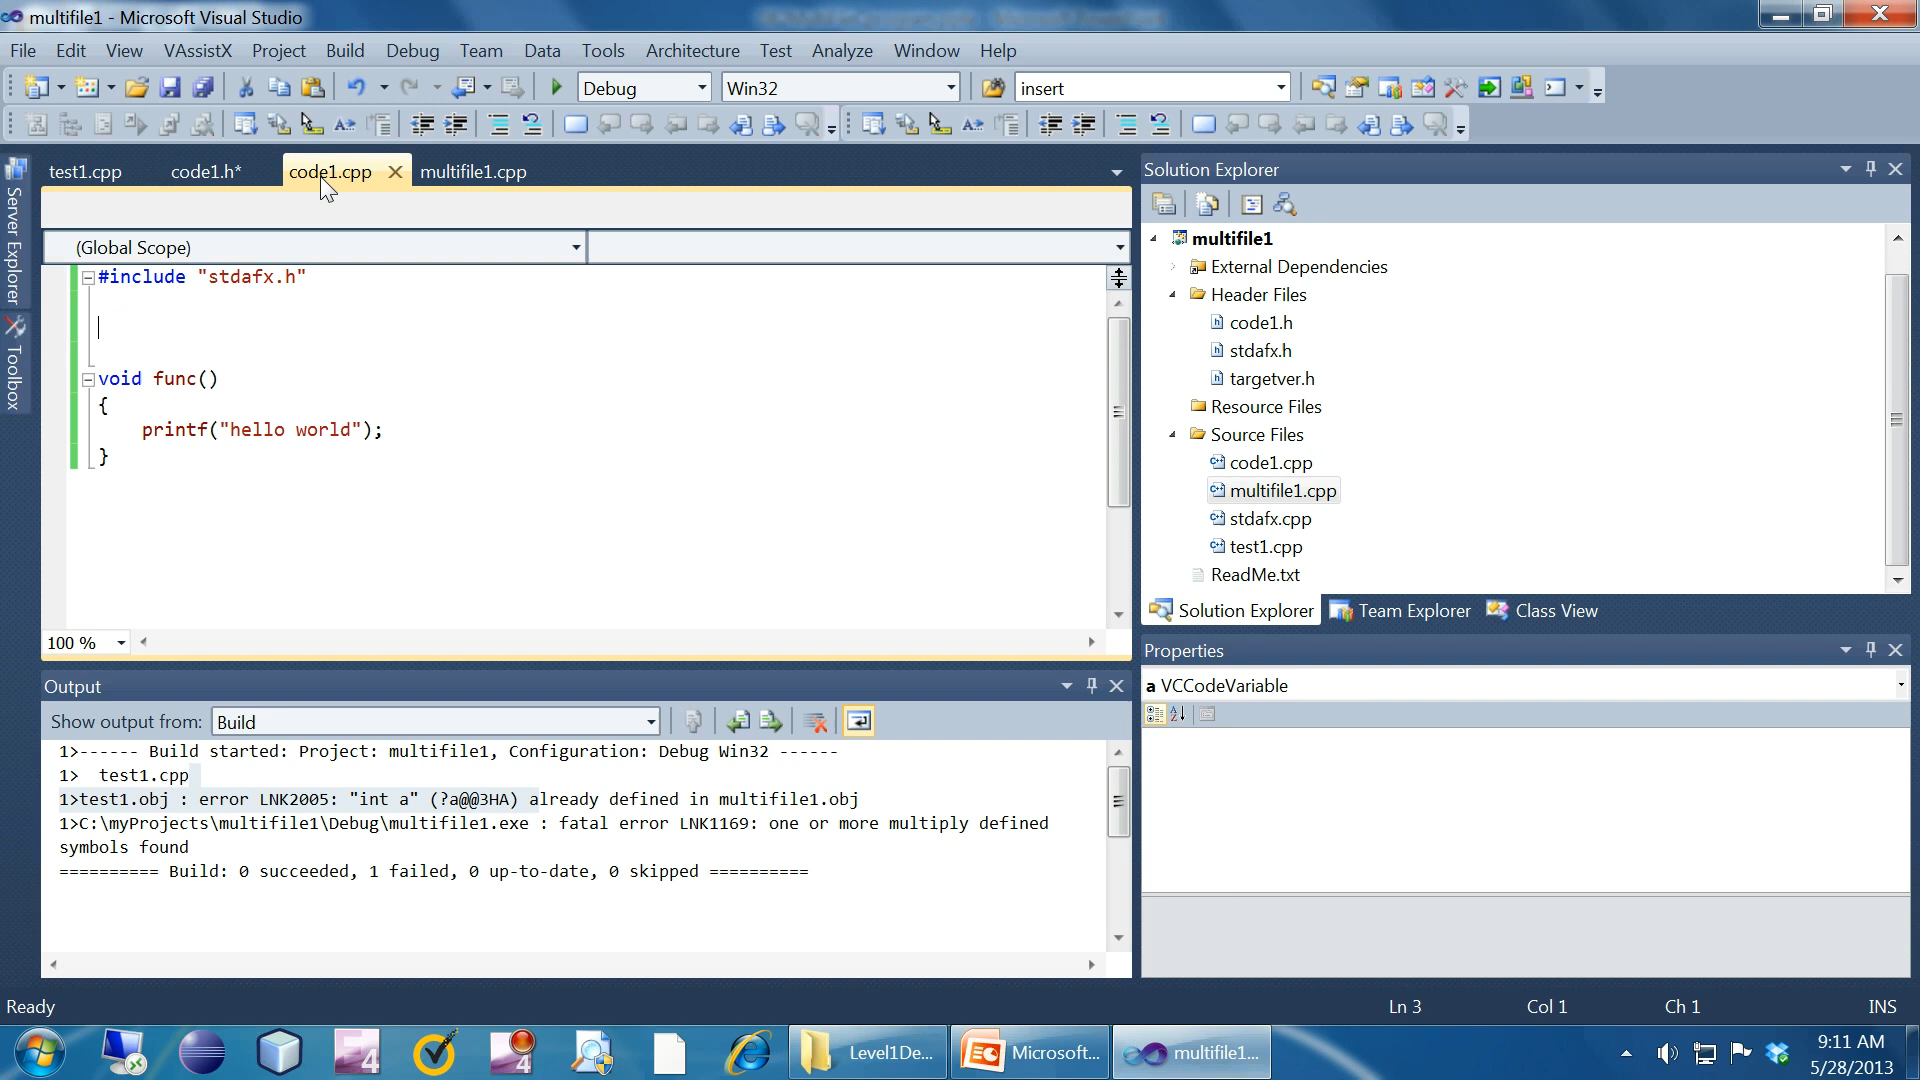 multifile1 - Microsoft Visual Studio
File Edit View VAssistX Project Build Debug Team Data Tools Architecture Test Analyze Window Help
Debug Win32 insert
test1.cpp code1.h* code1.cpp multifile1.cpp
(Global Scope)
#include "stdafx.h"
void func()
{
printf("hello world");
}
100 %
Server Explorer
Toolbox
Output
Show output from: Build
1>------ Build started: Project: multifile1, Configuration: Debug Win32 ------
1>  test1.cpp
1>test1.obj : error LNK2005: "int a" (?a@@3HA) already defined in multifile1.obj
1>C:\myProjects\multifile1\Debug\multifile1.exe : fatal error LNK1169: one or more multiply defined
symbols found
========== Build: 0 succeeded, 1 failed, 0 up-to-date, 0 skipped ==========
Solution Explorer
multifile1
External Dependencies
Header Files
code1.h
stdafx.h
targetver.h
Resource Files
Source Files
code1.cpp
multifile1.cpp
stdafx.cpp
test1.cpp
ReadMe.txt
Solution Explorer Team Explorer Class View
Properties
a VCCodeVariable
Ready Ln 3 Col 1 Ch 1 INS
Level1De... Microsoft... multifile1...
9:11 AM
5/28/2013